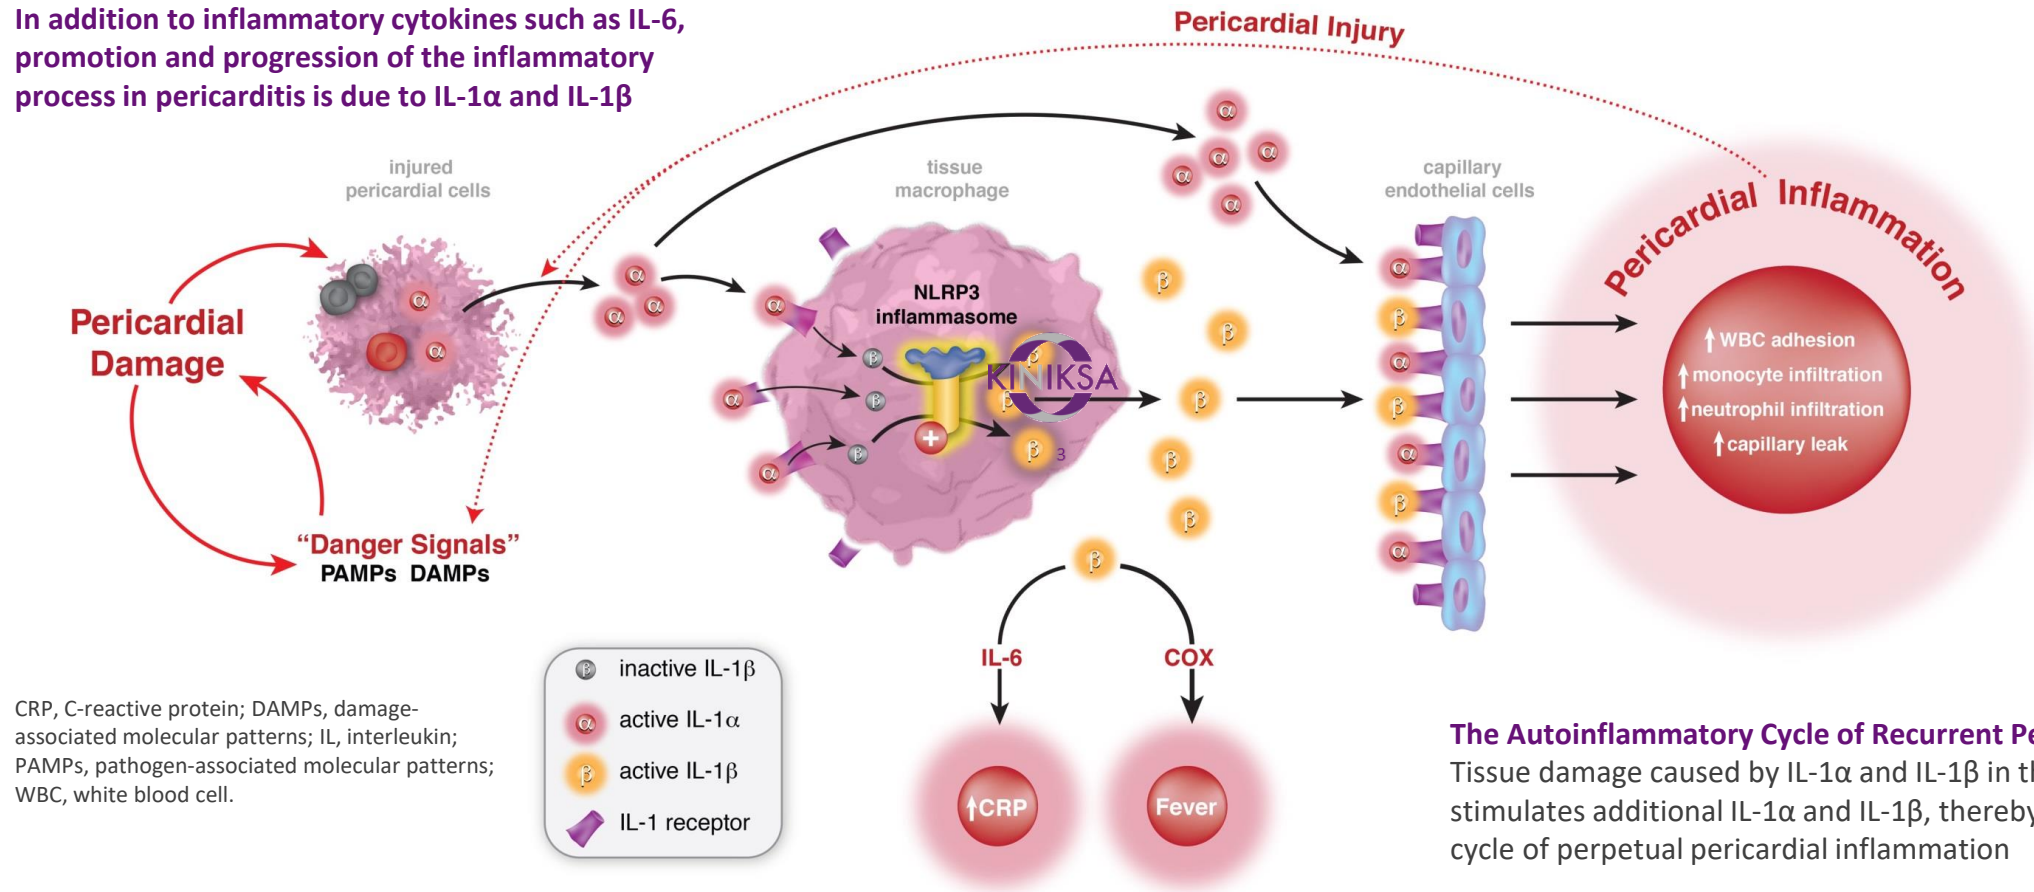 In addition to inflammatory cytokines such as IL-6,
promotion and progression of the inflammatory
process in pericarditis is due to IL-1α and IL-1β
Pericardial Injury
injured
pericardial cells
tissue
macrophage
capillary
endothelial cells
Pericardial Inflammation
α
α
α
α
α
α
α
α
α
α
Pericardial
Damage
NLRP3
inflammasome
α
α
α
β
β
β
β
β
β
+
KINIKSA
3
β
β
β
β
β
β
α
β
α
β
α
β
α
WBC adhesion
monocyte infiltration
neutrophil infiltration
capillary leak
“Danger Signals”
PAMPs DAMPs
IL-6
COX
CRP
Fever
β inactive IL-1β
α active IL-1α
β active IL-1β
IL-1 receptor
CRP, C-reactive protein; DAMPs, damage-
associated molecular patterns; IL, interleukin;
PAMPs, pathogen-associated molecular patterns;
WBC, white blood cell.
The Autoinflammatory Cycle of Recurrent
Tissue damage caused by IL-1α and IL-1β in
stimulates additional IL-1α and IL-1β, thereby
cycle of perpetual pericardial inflammation